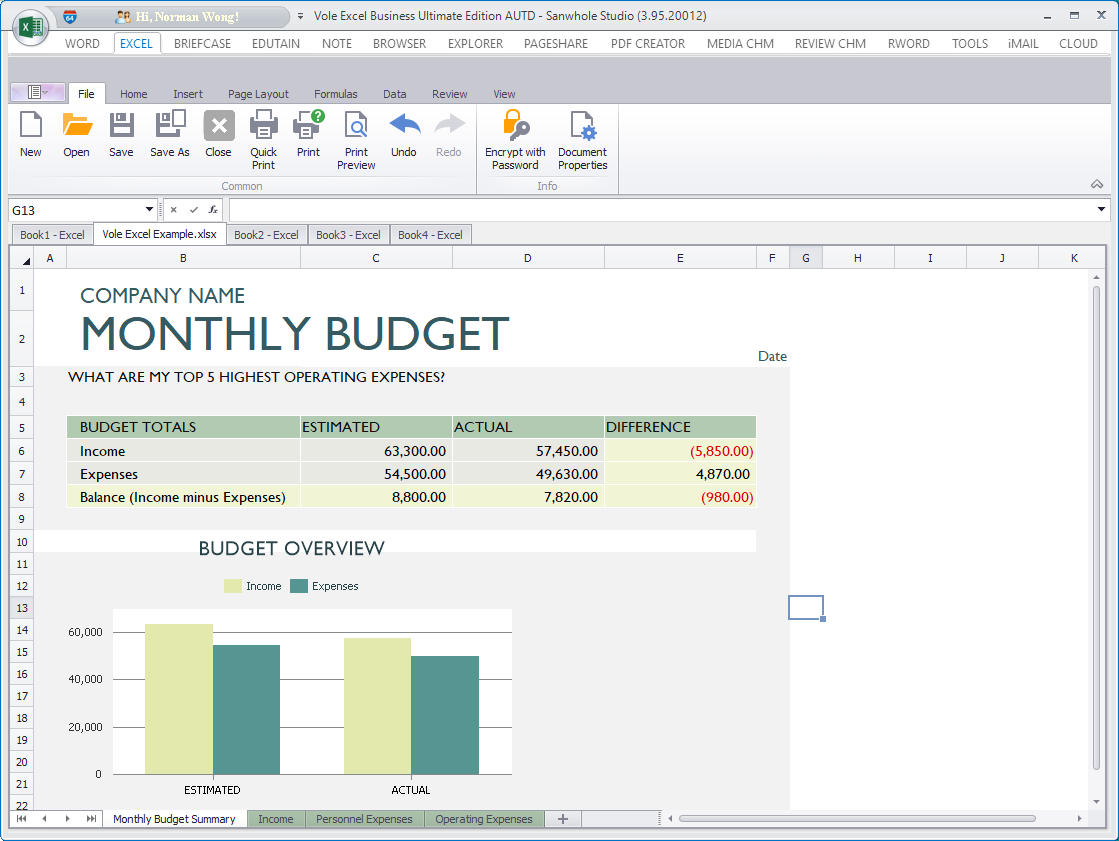 64 Hi, Norman Wong! Vole Excel Business Ultimate Edition AUTD - Sanwhole Studio (3.95.20012)
WORD EXCEL BRIEFCASE EDUTAIN NOTE BROWSER EXPLORER PAGESHARE PDF CREATOR MEDIA CHM REVIEW CHM RWORD TOOLS iMAIL CLOUD
File Home Insert Page Layout Formulas Data Review View
New Open Save Save As Close Quick Print Print Print Preview Undo Redo Encrypt with Password Document Properties
Common Info
G13 fx
Book1 - Excel Vole Excel Example.xlsx Book2 - Excel Book3 - Excel Book4 - Excel
A B C D E F G H I J K
1 COMPANY NAME
2 MONTHLY BUDGET
Date
3 WHAT ARE MY TOP 5 HIGHEST OPERATING EXPENSES?
4
5 BUDGET TOTALS ESTIMATED ACTUAL DIFFERENCE
6 Income 63,300.00 57,450.00 (5,850.00)
7 Expenses 54,500.00 49,630.00 4,870.00
8 Balance (Income minus Expenses) 8,800.00 7,820.00 (980.00)
9
10 BUDGET OVERVIEW
11
12 Income Expenses
13
14 60,000
15
16 40,000
17
18 20,000
19
20 0
21 ESTIMATED ACTUAL
22
Monthly Budget Summary Income Personnel Expenses Operating Expenses